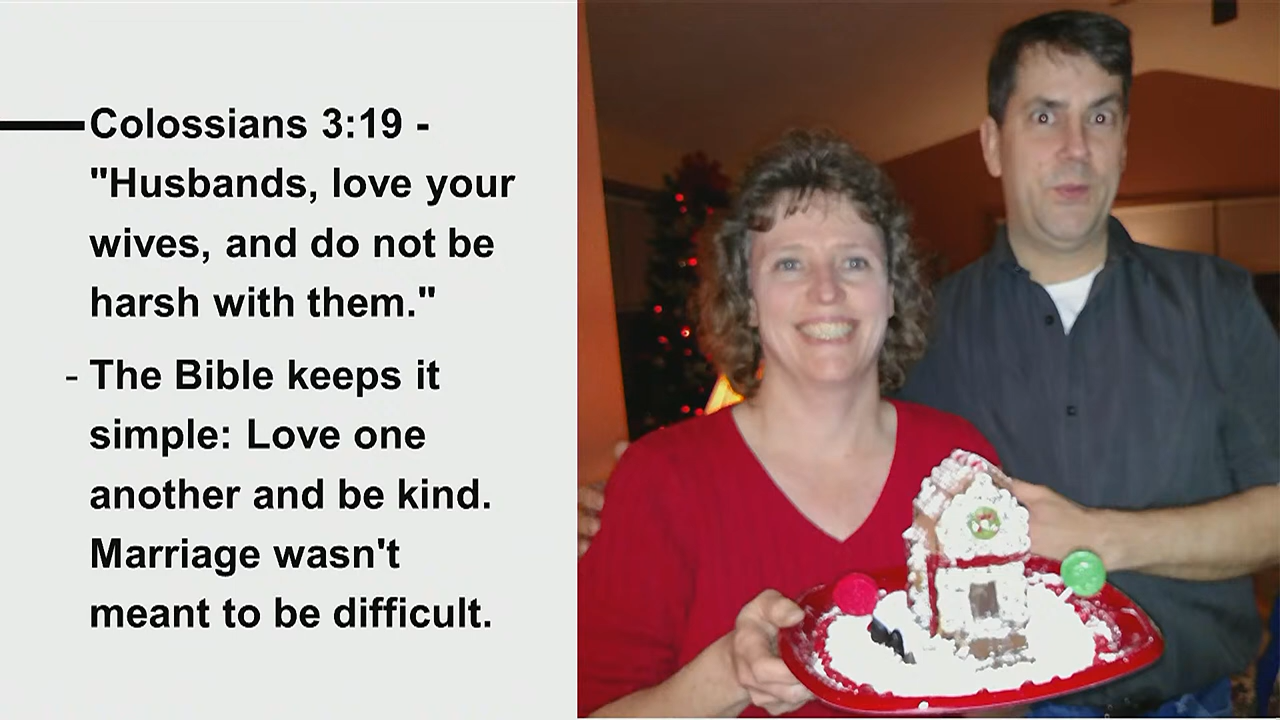 Colossians 3:19 -
"Husbands, love your
wives, and do not be
harsh with them."
- The Bible keeps it
simple: Love one
another and be kind.
Marriage wasn't
meant to be difficult.